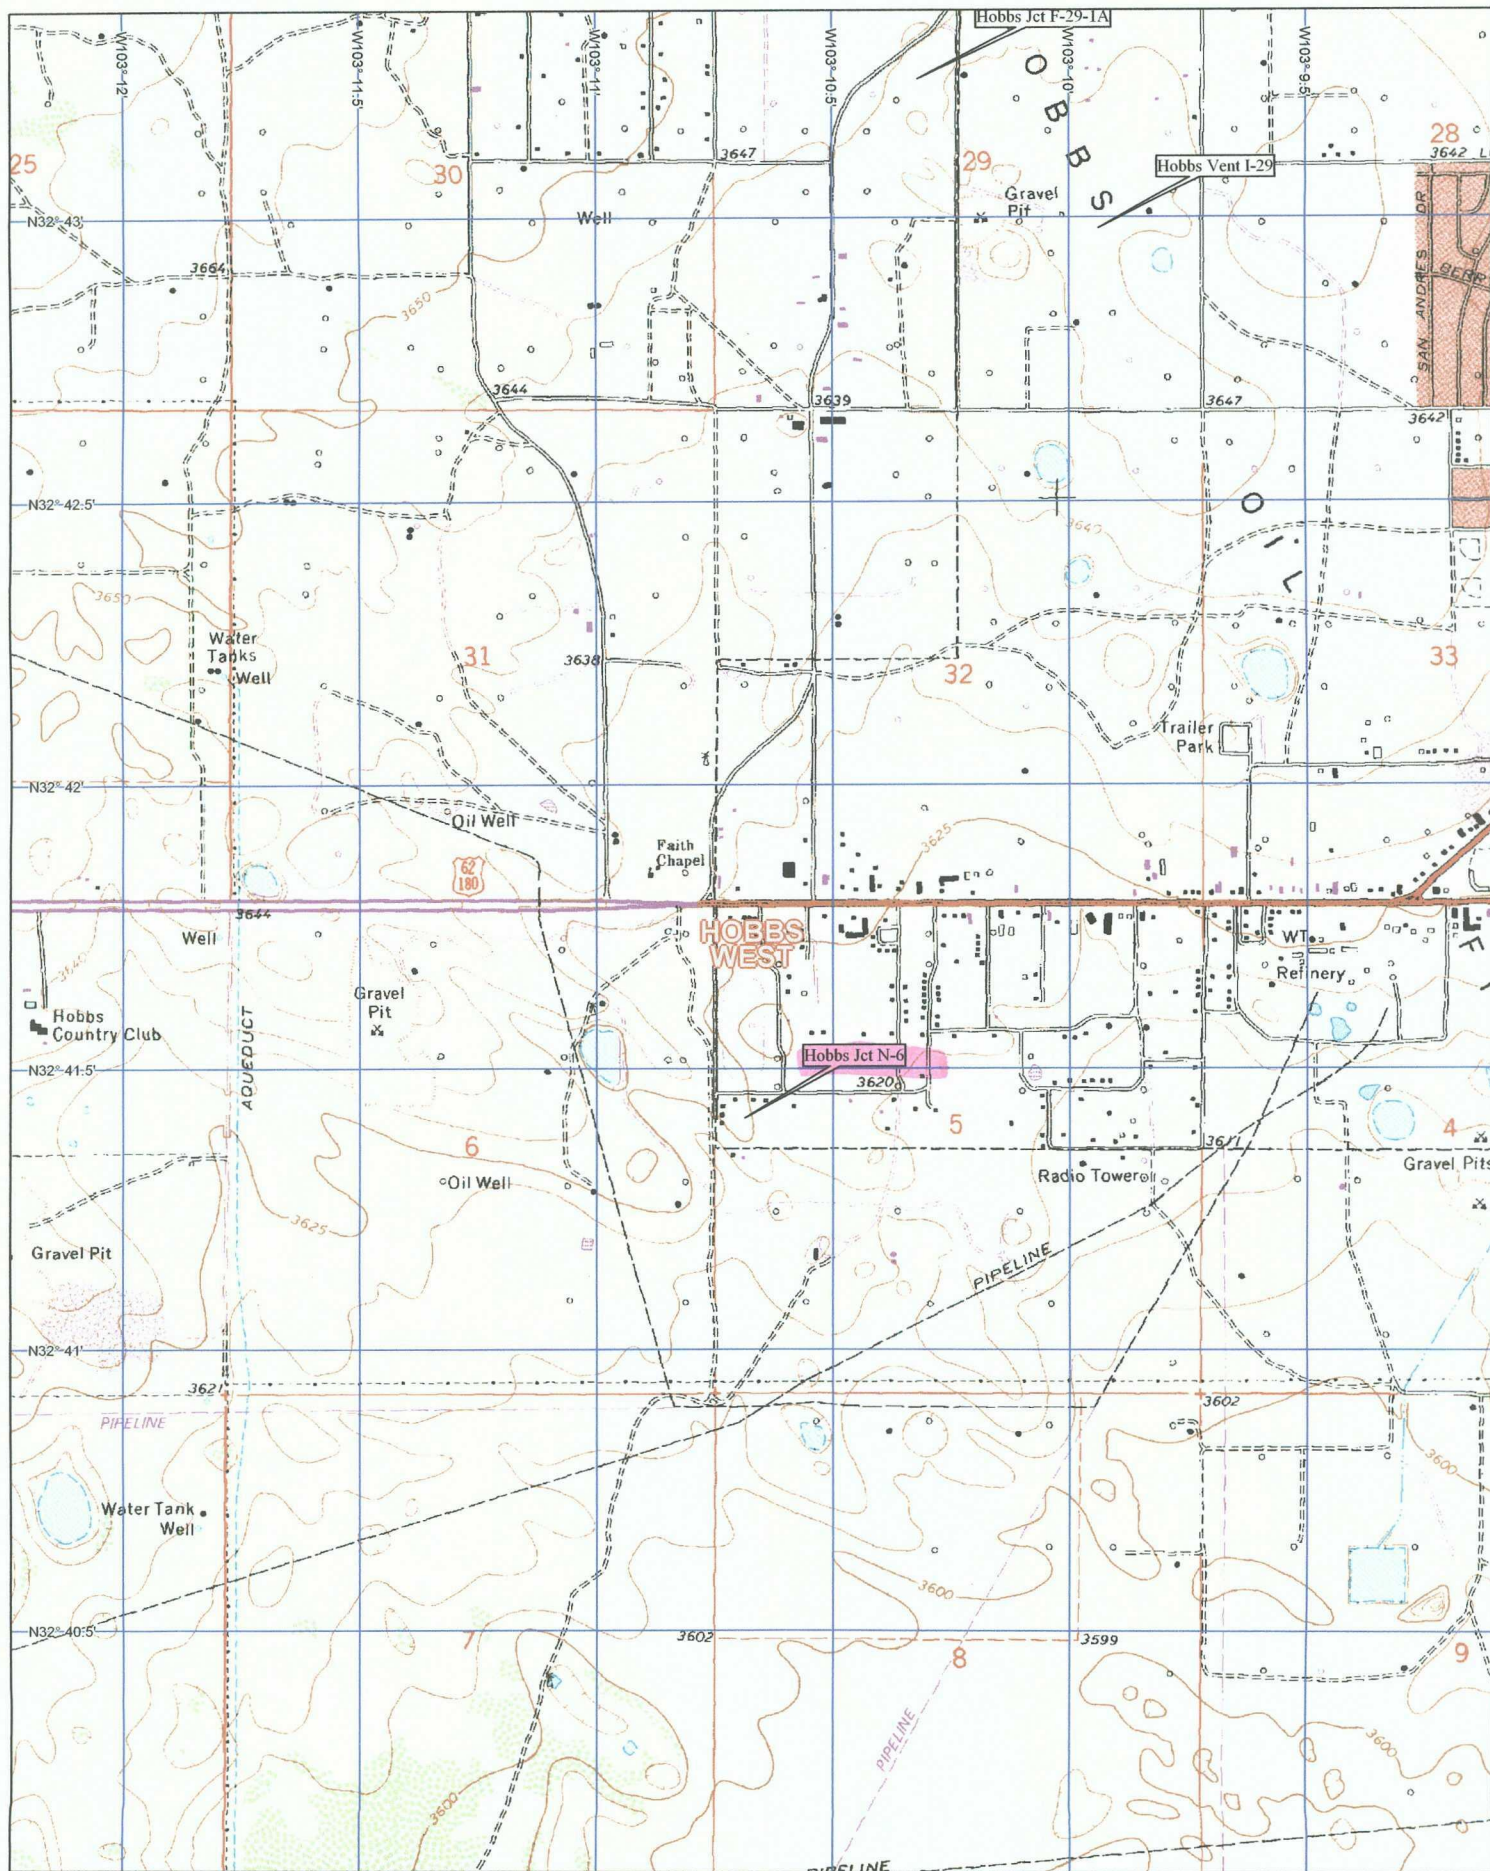 Hobbs Jct F-29-1A
W103°-12'
W103°-11.5'
W103°-11'
W103°-10.5'
W103°-10'
W103°-9.5'
O B B S
25
30
3647
29
28
3642
Hobbs Vent I-29
Gravel
Pit
Well
N32°-43'
SAN ANDRES DR
3664
3650
3644
3639
3647
3642
N32°-42.5'
3640
O I L
3650
Water
Tanks
Well
31
3638
32
33
Trailer
Park
N32°-42'
Oil Well
Faith
Chapel
3625
62
180
3644
Well
HOBBS
WEST
WT
Refinery
F
I
Gravel
Pit
Hobbs
Country Club
AQUEDUCT
Hobbs Jct N-6
N32°-41.5'
3620
6
5
4
3611
Gravel Pits
Oil Well
Radio Tower
3625
Gravel Pit
PIPELINE
N32°-41'
3621
3602
PIPELINE
3600
Water Tank
Well
3600
N32°-40.5'
7
3602
8
3599
9
PIPELINE
3600
3600
PIPELINE